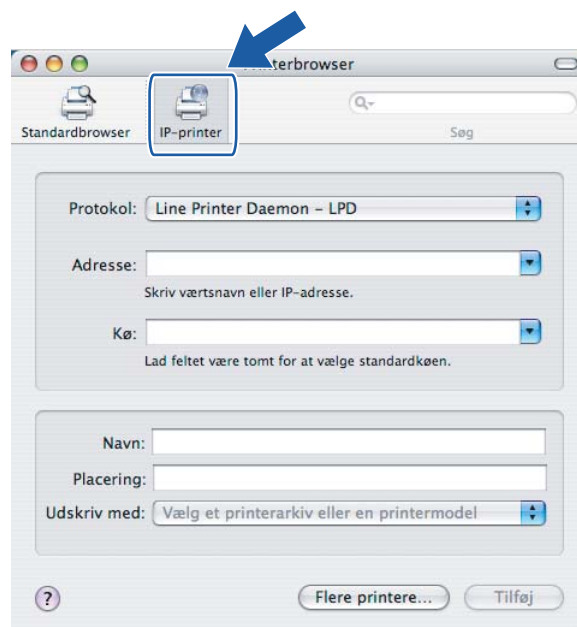 terbrowser
Standardbrowser
IP-printer
Søg
Protokol: Line Printer Daemon – LPD
Adresse:
Skriv værtsnavn eller IP-adresse.
Kø:
Lad feltet være tomt for at vælge standardkøen.
Navn:
Placering:
Udskriv med: Vælg et printerarkiv eller en printermodel
? Flere printere... Tilføj